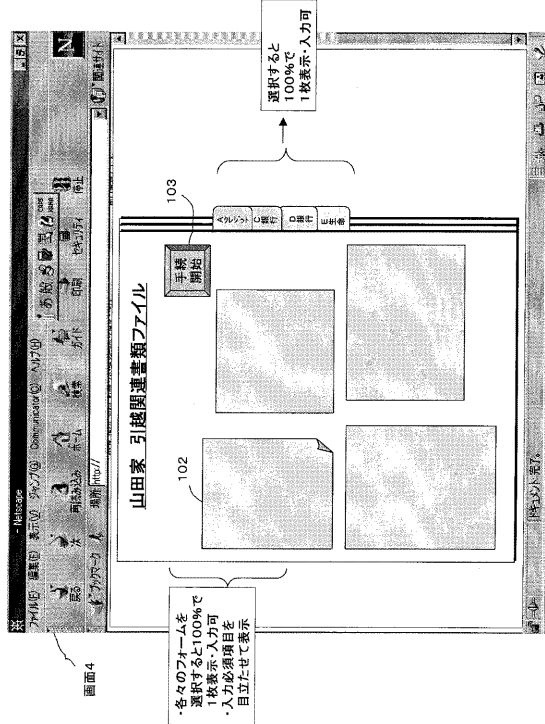 画面4
- Netscape
ファイル(F) 編集(E) 表示(V) ジャンプ(G) Communicator(C) ヘルプ(H)
戻る 次 再読み込み ホーム 検索 ガイド 印刷 セキュリティ 停止
ブックマーク 場所 http:// 関連サイト
山田家 引越関連書類ファイル
手続
開始
103
102
Aクレジット
C銀行
D銀行
E生命
・各々のフォームを
選択すると100%で
1枚表示・入力可
・入力必須項目を
目立たせて表示
選択すると
100%で
1枚表示・入力可
ドキュメント:完了。